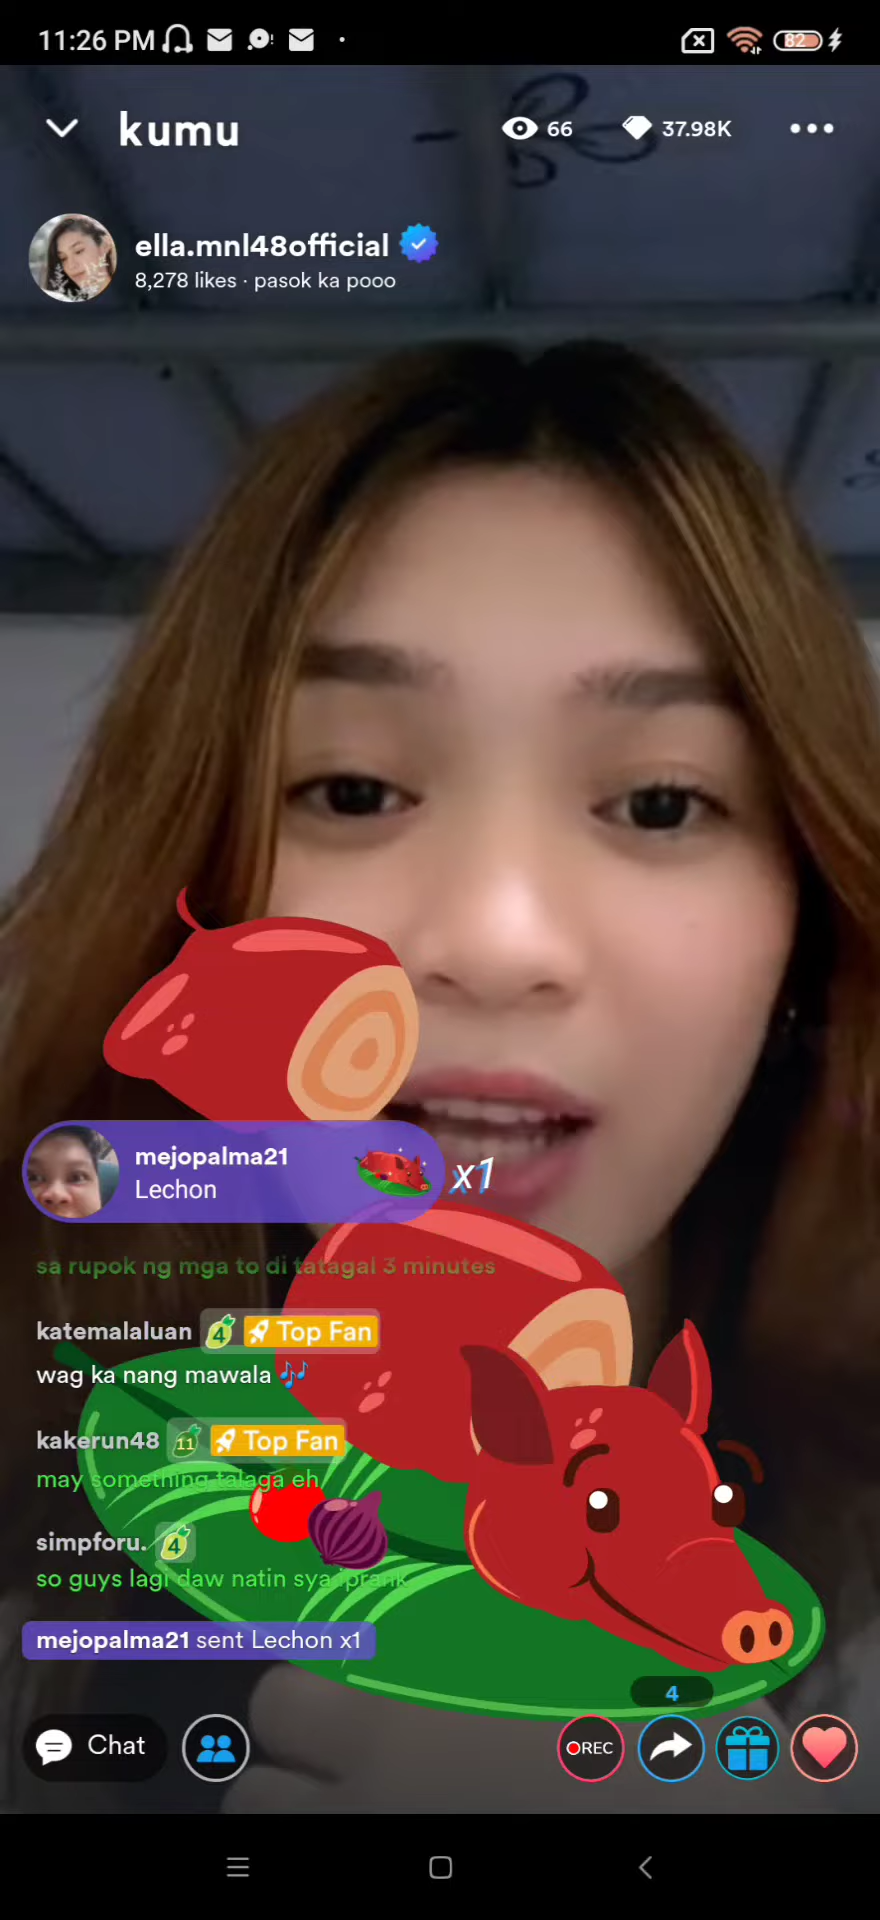 11:26 PM
82
kumu
66
37.98K
ella.mnl48official
8,278 likes · pasok ka pooo
mejopalma21
Lechon
x1
sa rupok ng mga to di tatagal 3 minutes
katemalaluan 4 Top Fan
wag ka nang mawala 🎶
kakerun48 11 Top Fan
may something talaga eh
simpforu. 4
so guys lagi daw natin sya iprank
mejopalma21 sent Lechon x1
4
Chat
REC